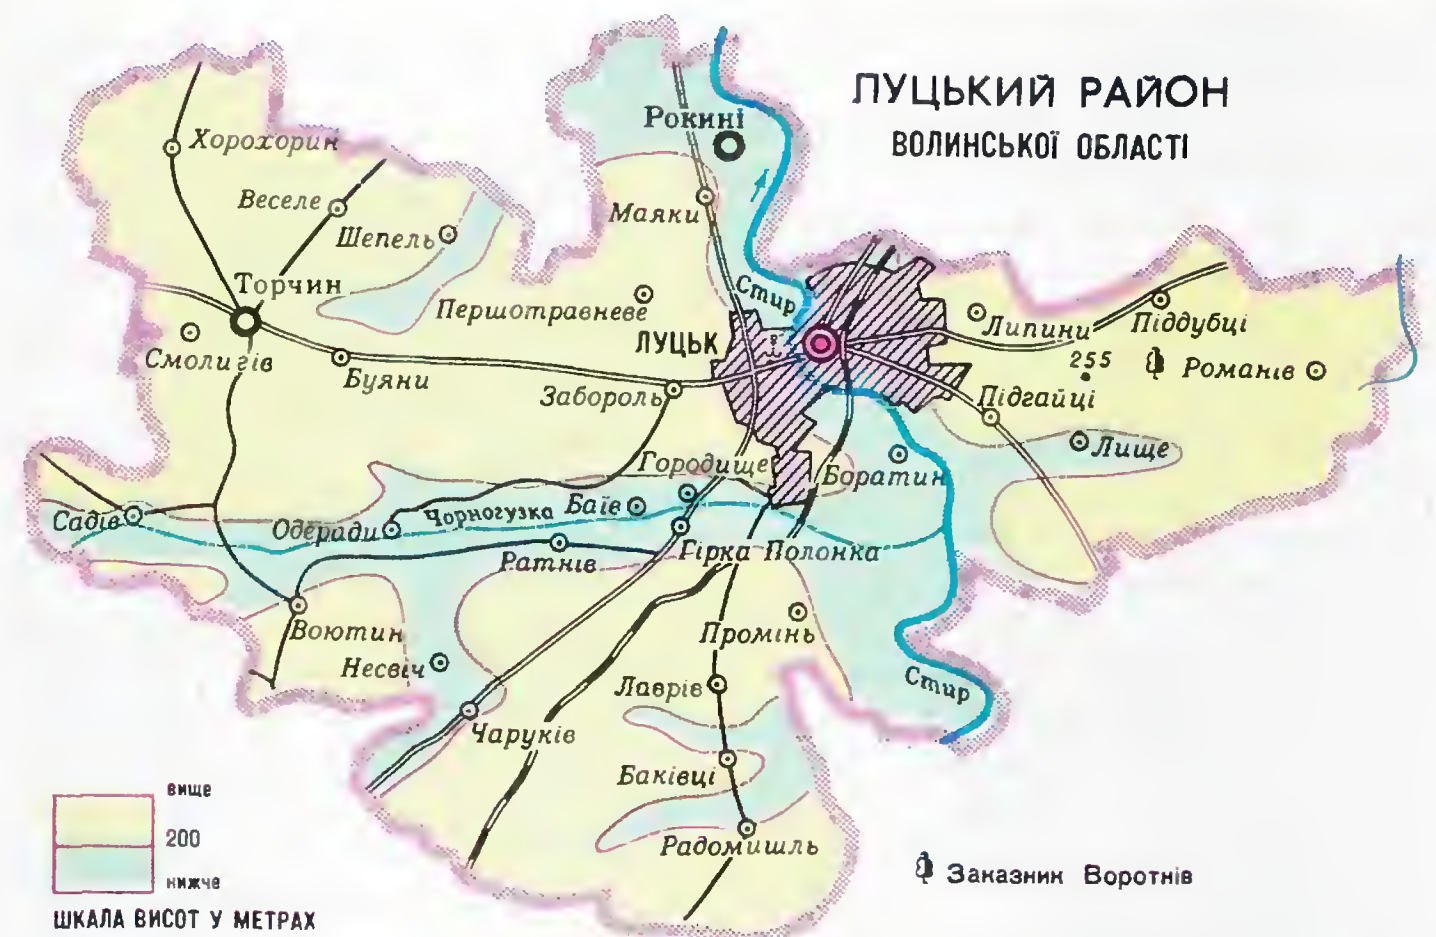 ЛУЦЬКИЙ РАЙОН
ВОЛИНСЬКОЇ ОБЛАСТІ
Рокині
Хорохорин
Веселе
Маяки
Шепель
Торчин
Стир
Першотравневе
Липини
Піддубці
Смолигів
ЛУЦЬК
255
Романів
Буяни
Забороль
Підгайці
Лище
Городище
Боратин
Садів
Одеради
Чорногузка
Баїв
Ратнів
Гірка Полонка
Воютин
Промінь
Несвіч
Лаврів
Стир
Чаруків
Баківці
Радомишль
вище
200
нижче
ШКАЛА ВИСОТ У МЕТРАХ
Заказник Воротнів